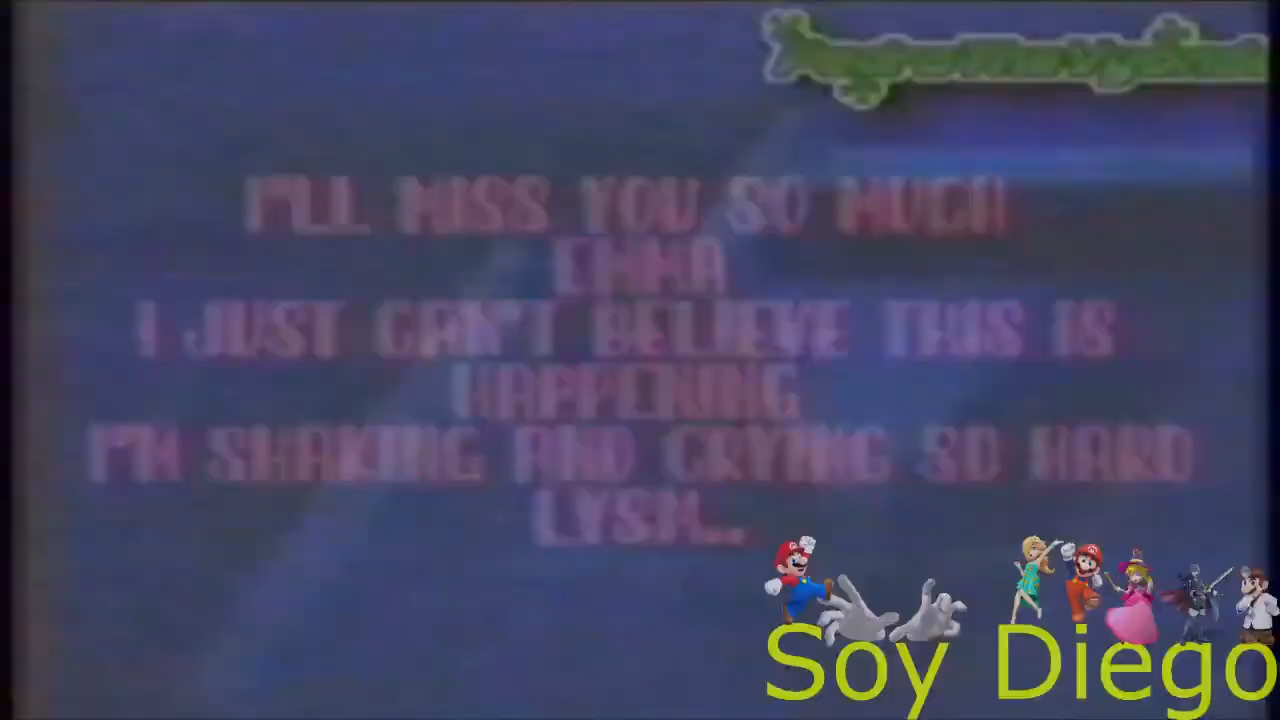 I'LL MISS YOU SO MUCH
EMMA
I JUST CAN'T BELIEVE THIS IS
HAPPENING
I'M SHAKING AND CRYING SO HARD
LYSM...
Soy Diego